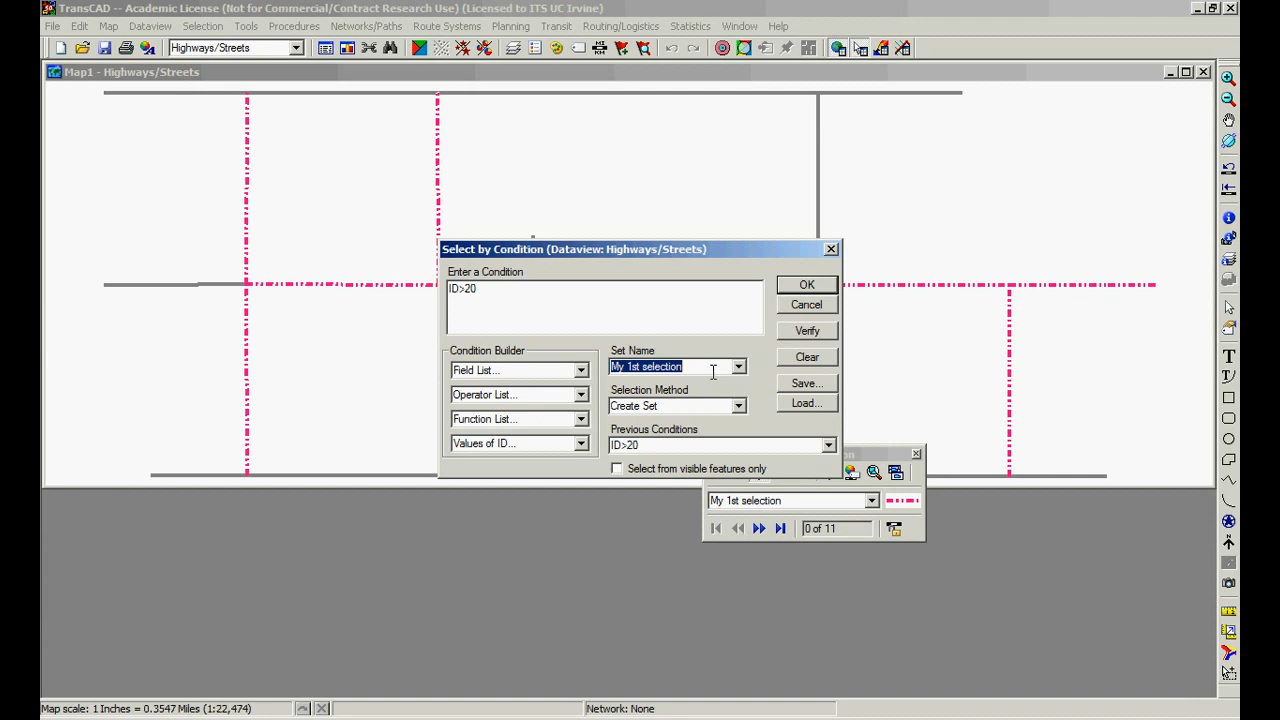 TransCAD -- Academic License (Not for Commercial/Contract Research Use) (Licensed to ITS UC Irvine)
File Edit Map Dataview Selection Tools Procedures Networks/Paths Route Systems Planning Transit Routing/Logistics Statistics Window Help
Highways/Streets
Map1 - Highways/Streets
Select by Condition (Dataview: Highways/Streets)
Enter a Condition
ID>20
OK
Cancel
Verify
Condition Builder
Set Name
Clear
Field List...
My 1st selection
Save...
Operator List...
Selection Method
Create Set
Load...
Function List...
Previous Conditions
Values of ID...
ID>20
Select from visible features only
My 1st selection
0 of 11
Map scale: 1 Inches = 0.3547 Miles (1:22,474)
Network: None